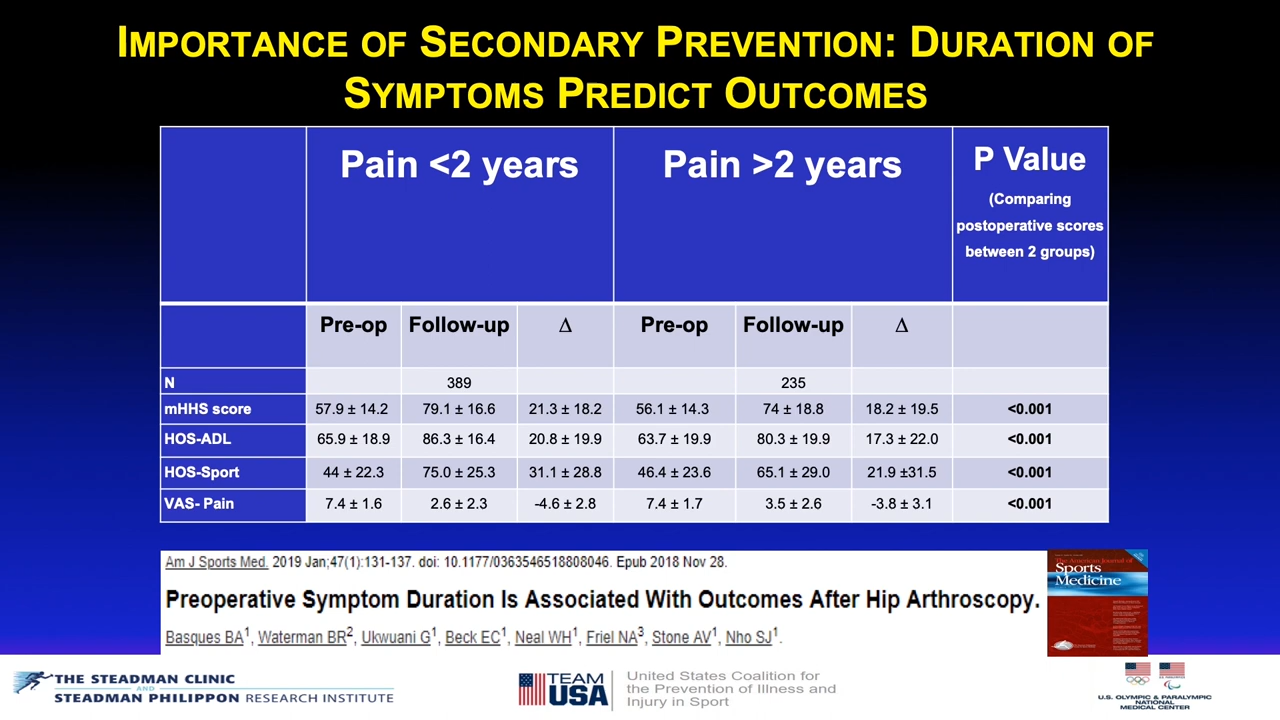 IMPORTANCE OF SECONDARY PREVENTION: DURATION OF
SYMPTOMS PREDICT OUTCOMES
Pain <2 years Pain >2 years P Value
(Comparing
postoperative scores
between 2 groups)
Pre-op Follow-up Δ Pre-op Follow-up Δ
N 389 235
mHHS score 57.9 ± 14.2 79.1 ± 16.6 21.3 ± 18.2 56.1 ± 14.3 74 ± 18.8 18.2 ± 19.5 <0.001
HOS-ADL 65.9 ± 18.9 86.3 ± 16.4 20.8 ± 19.9 63.7 ± 19.9 80.3 ± 19.9 17.3 ± 22.0 <0.001
HOS-Sport 44 ± 22.3 75.0 ± 25.3 31.1 ± 28.8 46.4 ± 23.6 65.1 ± 29.0 21.9 ±31.5 <0.001
VAS- Pain 7.4 ± 1.6 2.6 ± 2.3 -4.6 ± 2.8 7.4 ± 1.7 3.5 ± 2.6 -3.8 ± 3.1 <0.001
Am J Sports Med. 2019 Jan;47(1):131-137. doi: 10.1177/0363546518808046. Epub 2018 Nov 28.
Preoperative Symptom Duration Is Associated With Outcomes After Hip Arthroscopy.
Basques BA1, Waterman BR2, Ukwuani G1, Beck EC1, Neal WH1, Friel NA3, Stone AV1, Nho SJ1.
The American Journal of
Sports
Medicine
THE STEADMAN CLINIC
AND
STEADMAN PHILIPPON RESEARCH INSTITUTE
TEAM
USA
United States Coalition for
the Prevention of Illness and
Injury in Sport
U.S. OLYMPIC & PARALYMPIC
NATIONAL
MEDICAL CENTER